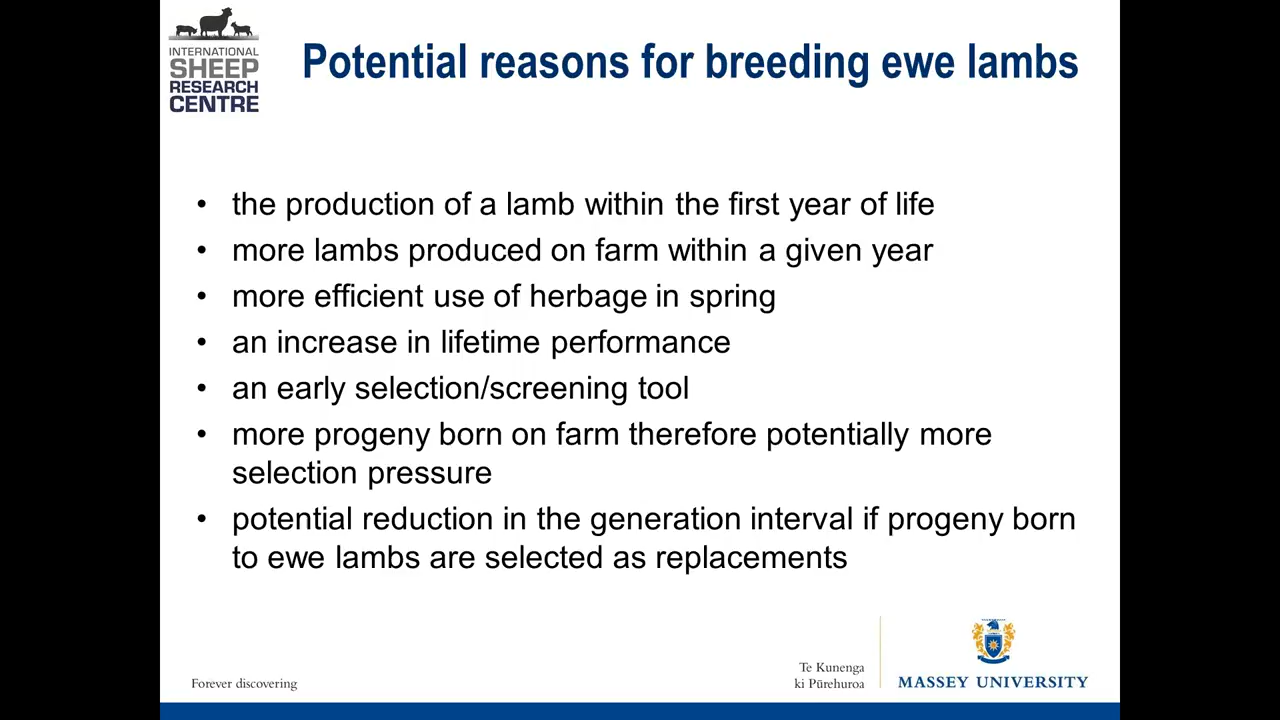 INTERNATIONAL
SHEEP
RESEARCH
CENTRE
Potential reasons for breeding ewe lambs
• the production of a lamb within the first year of life
• more lambs produced on farm within a given year
• more efficient use of herbage in spring
• an increase in lifetime performance
• an early selection/screening tool
• more progeny born on farm therefore potentially more
selection pressure
• potential reduction in the generation interval if progeny born
to ewe lambs are selected as replacements
Forever discovering
Te Kunenga
ki Pūrehuroa
MASSEY UNIVERSITY